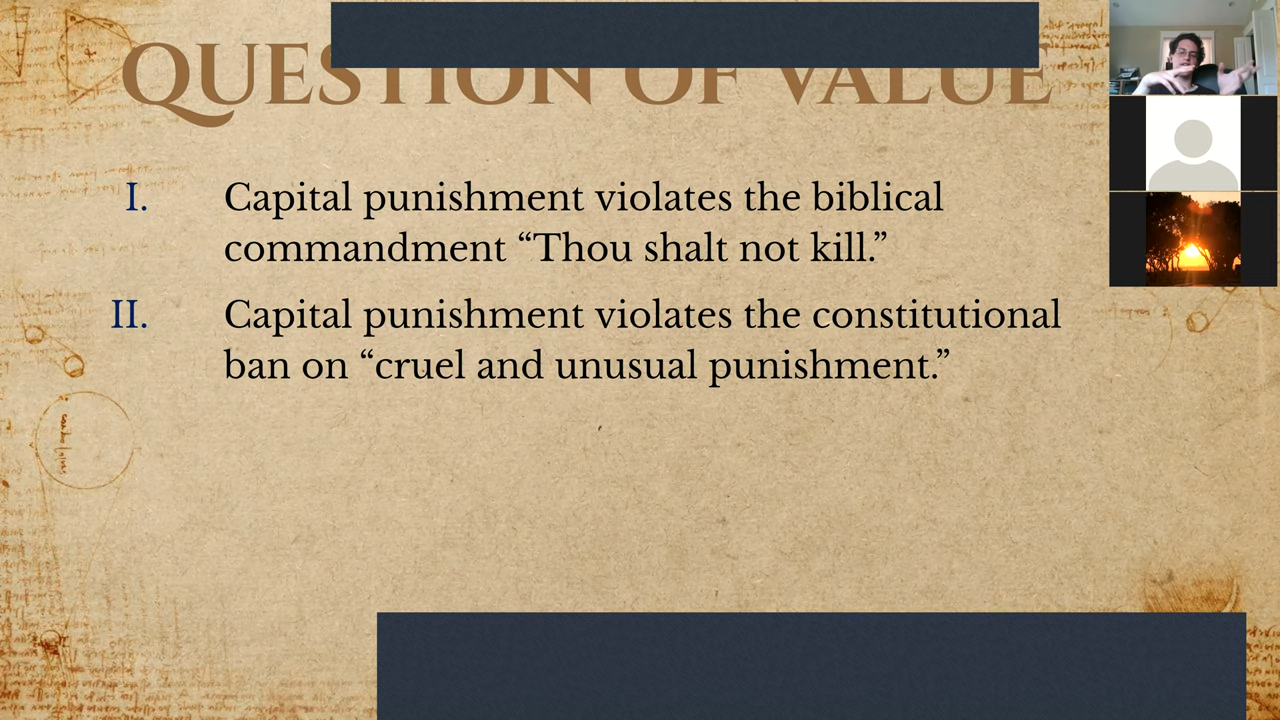 QUESTION OF VALUE
I. Capital punishment violates the biblical
commandment “Thou shalt not kill.”
II. Capital punishment violates the constitutional
ban on “cruel and unusual punishment.”